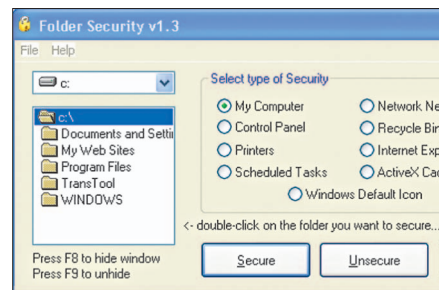 Folder Security v1.3
File Help
c:
c:\
Documents and Setti
My Web Sites
Program Files
TransTool
WINDOWS
Press F8 to hide window
Press F9 to unhide
Select type of Security
My Computer
Network Ne
Control Panel
Recycle Bir
Printers
Internet Exp
Scheduled Tasks
ActiveX Cac
Windows Default Icon
<- double-click on the folder you want to secure...
Secure
Unsecure